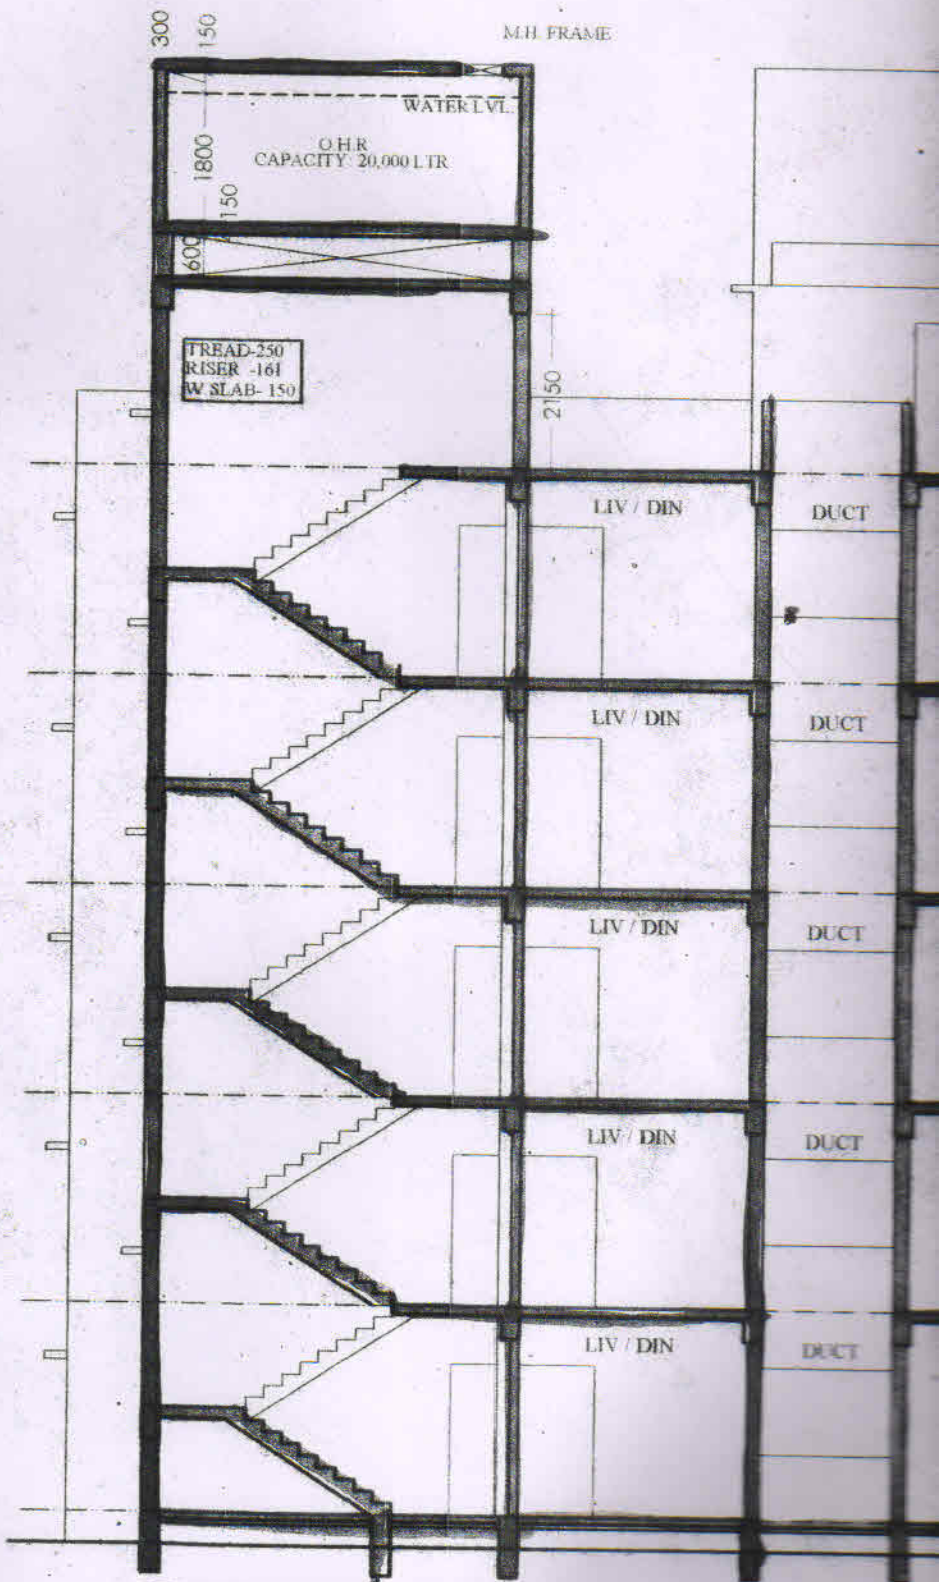 300
150
M.H. FRAME
WATER LVL.
O.H.R
CAPACITY: 20,000 LTR
1800
150
600
TREAD-250
RISER -161
W. SLAB- 150
2150
LIV / DIN
DUCT
LIV / DIN
DUCT
LIV / DIN
DUCT
LIV / DIN
DUCT
LIV / DIN
DUCT